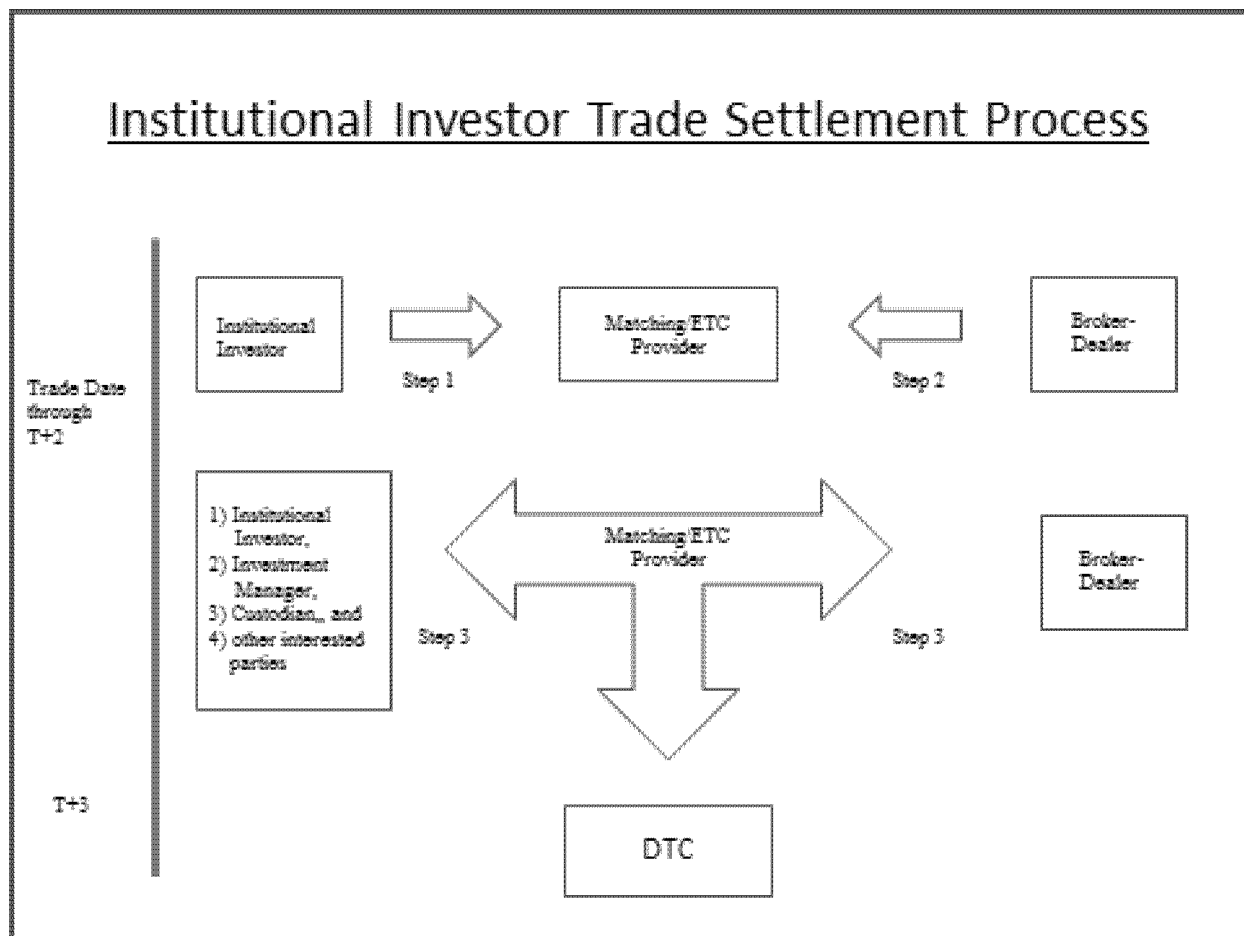 Institutional Investor Trade Settlement Process
Institutional
Investor
Step 1
Matching/ETC
Provider
Step 2
Broker-
Dealer
Trade Date
through
T+2
1) Institutional
Investor,
2) Investment
Manager,
3) Custodian,, and
4) other interested
parties
Step 3
Matching/ETC
Provider
Step 3
Broker-
Dealer
T+3
DTC